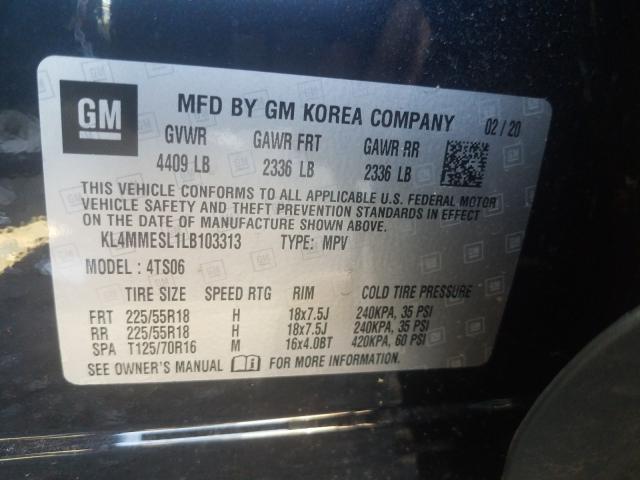 GM
MFD BY GM KOREA COMPANY 02 / 20
GVWR GAWR FRT GAWR RR
4409 LB 2336 LB 2336 LB
THIS VEHICLE CONFORMS TO ALL APPLICABLE U.S. FEDERAL MOTOR
VEHICLE SAFETY AND THEFT PREVENTION STANDARDS IN EFFECT
ON THE DATE OF MANUFACTURE SHOWN ABOVE.
KL4MMESL1LB103313 TYPE: MPV
MODEL : 4TS06
TIRE SIZE SPEED RTG RIM COLD TIRE PRESSURE
FRT 225/55R18 H 18x7.5J 240KPA, 35 PSI
RR 225/55R18 H 18x7.5J 240KPA, 35 PSI
SPA T125/70R16 M 16x4.0BT 420KPA, 60 PSI
SEE OWNER'S MANUAL FOR MORE INFORMATION.